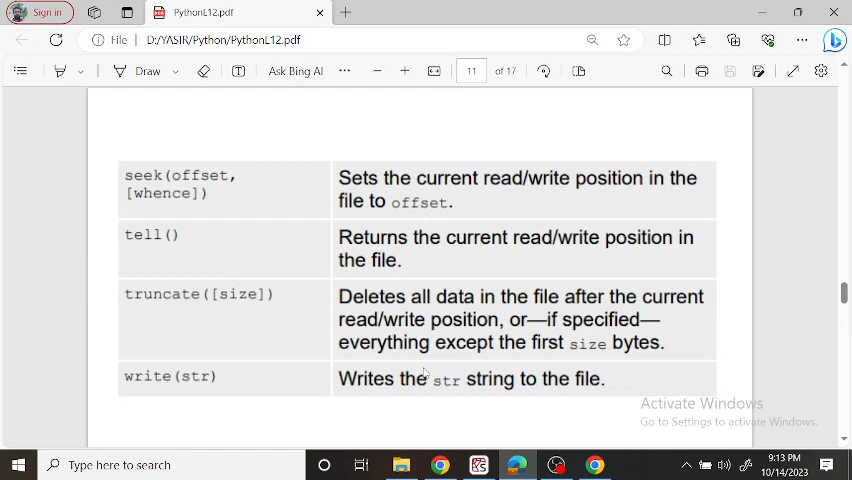 Sign in
PythonL12.pdf
File
D:/YASIR/Python/PythonL12.pdf
Draw
Ask Bing AI
11
of 17
seek(offset,
[whence])
Sets the current read/write position in the
file to offset.
tell()
Returns the current read/write position in
the file.
truncate([size])
Deletes all data in the file after the current
read/write position, or—if specified—
everything except the first size bytes.
write(str)
Writes the str string to the file.
Activate Windows
Go to Settings to activate Windows.
Type here to search
9:13 PM
10/14/2023